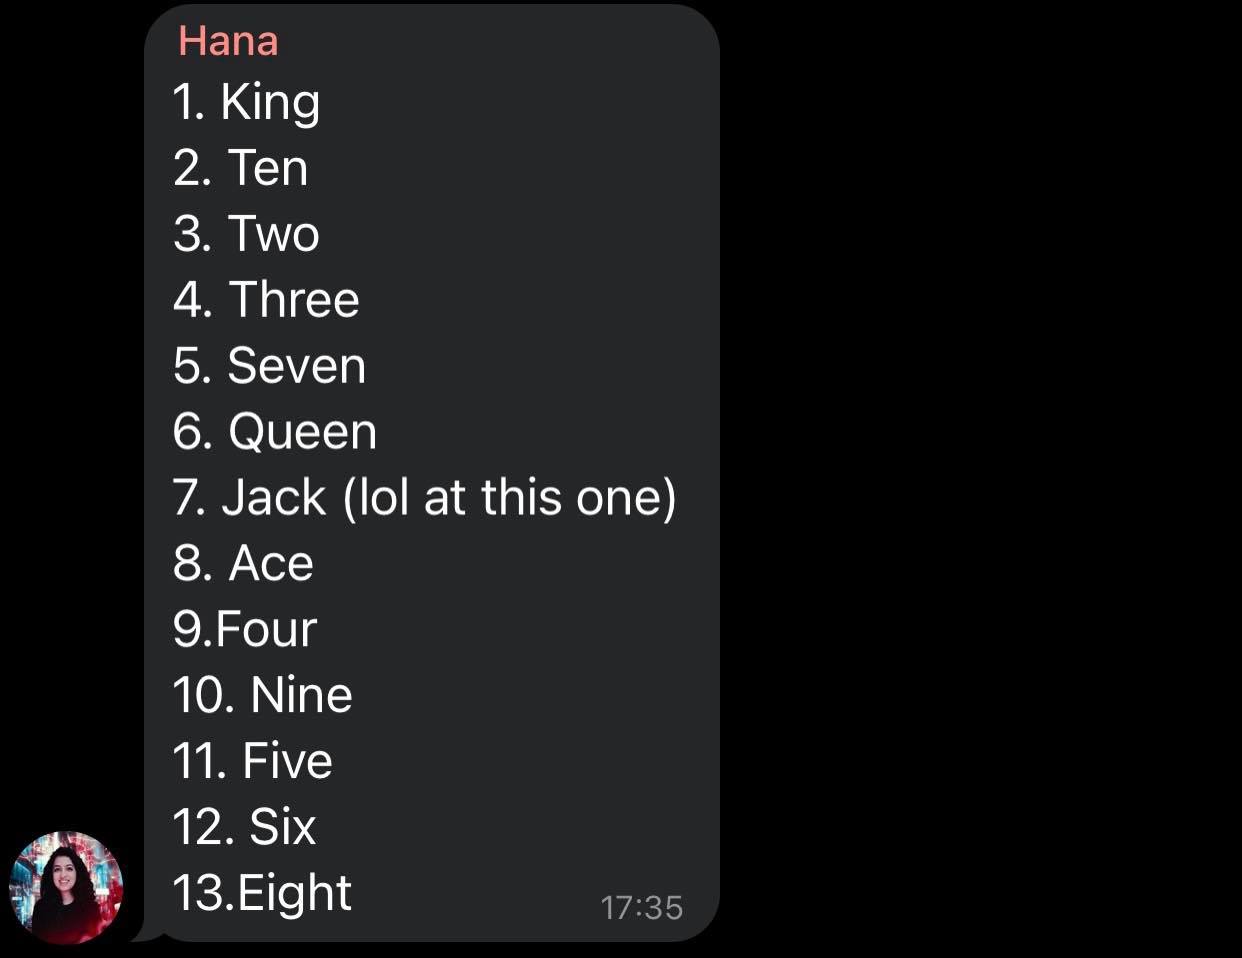 Hana
1. King
2. Ten
3. Two
4. Three
5. Seven
6. Queen
7. Jack (lol at this one)
8. Ace
9.Four
10. Nine
11. Five
12. Six
13.Eight
17:35